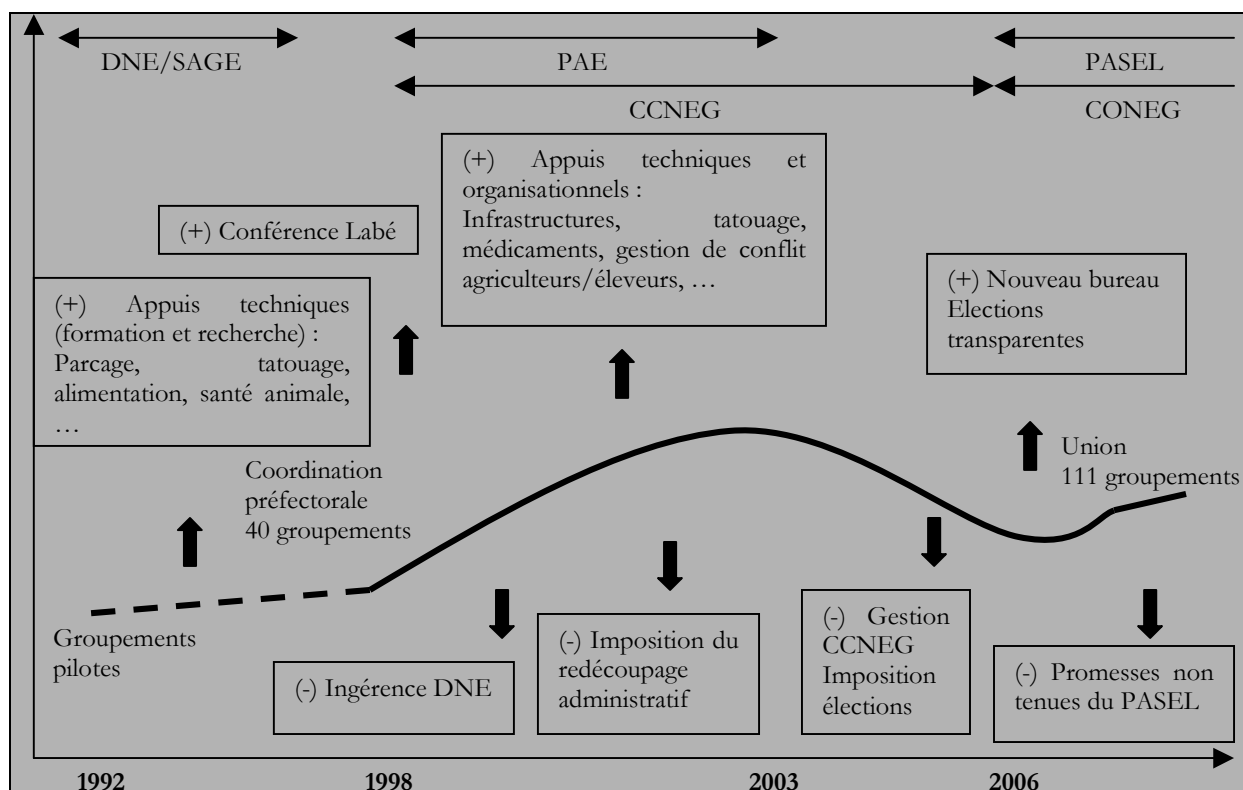 DNE/SAGE
PAE
PASEL
CCNEG
CONEG
(+) Appuis techniques et
organisationnels :
Infrastructures, tatouage,
médicaments, gestion de conflit
agriculteurs/éleveurs, …
(+) Conférence Labé
(+) Nouveau bureau
Elections
transparentes
(+) Appuis techniques
(formation et recherche) :
Parcage, tatouage,
alimentation, santé animale,
…
Coordination
préfectorale
40 groupements
Union
111 groupements
Groupements
pilotes
(-) Ingérence DNE
(-) Imposition du
redécoupage
administratif
(-) Gestion
CCNEG
Imposition
élections
(-) Promesses non
tenues du PASEL
1992
1998
2003
2006